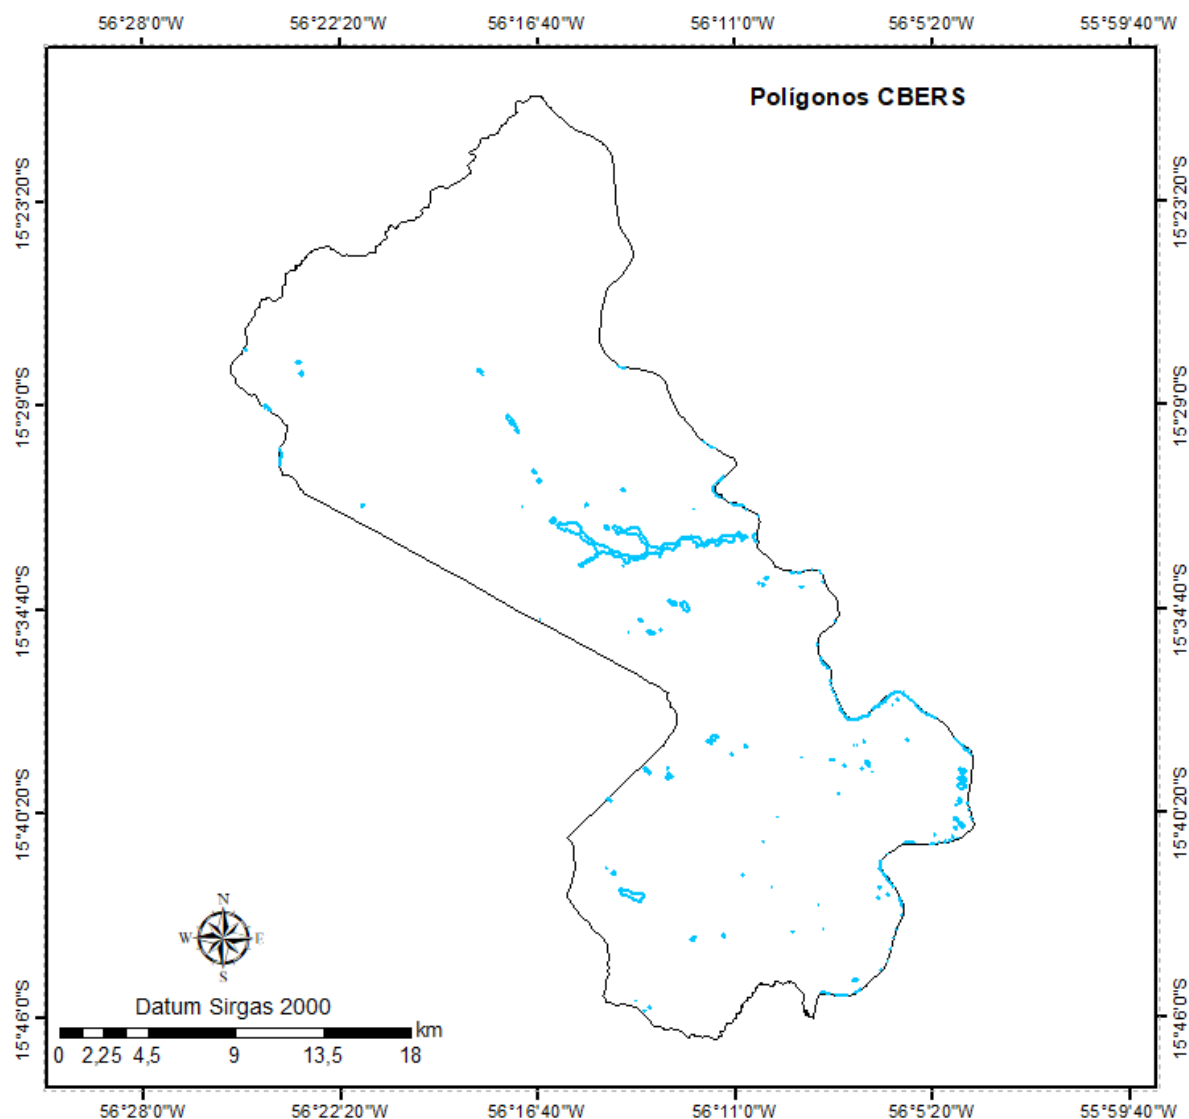 56°28'0"W 56°22'20"W 56°16'40"W 56°11'0"W 56°5'20"W 55°59'40"W
Polígonos CBERS
15°23'20"S 15°23'20"S
15°29'0"S 15°29'0"S
15°34'40"S 15°34'40"S
15°40'20"S 15°40'20"S
15°46'0"S 15°46'0"S
N
W E
S
Datum Sirgas 2000
km
0 2,25 4,5 9 13,5 18
56°28'0"W 56°22'20"W 56°16'40"W 56°11'0"W 56°5'20"W 55°59'40"W